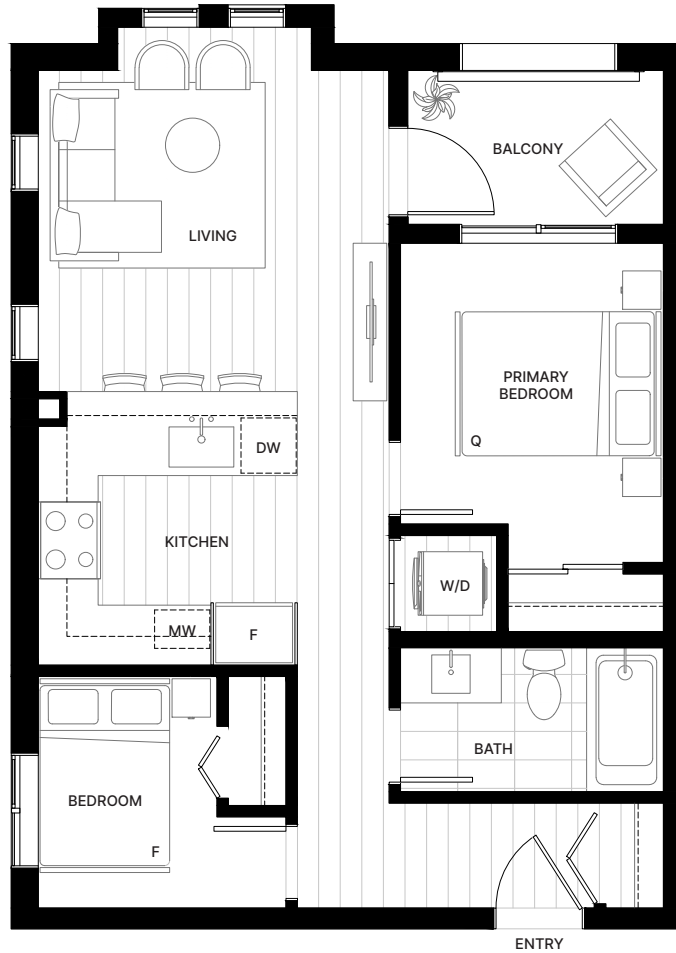 BALCONY
LIVING
PRIMARY
BEDROOM
Q
DW
KITCHEN
W/D
MW
F
BATH
BEDROOM
F
ENTRY